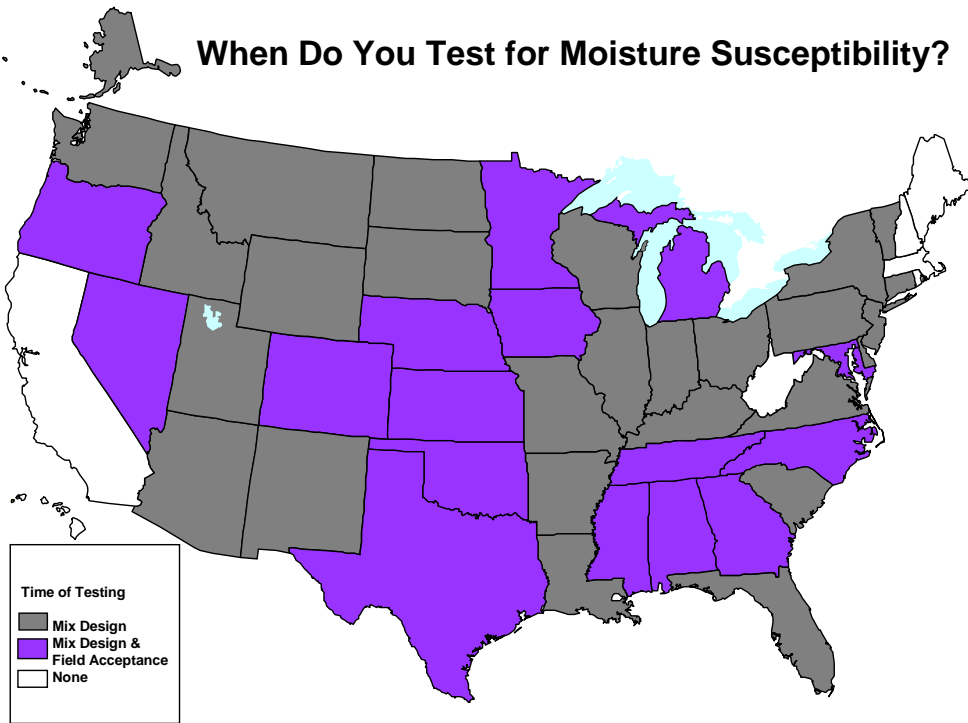 When Do You Test for Moisture Susceptibility?
Time of Testing
Mix Design
Mix Design &
Field Acceptance
None